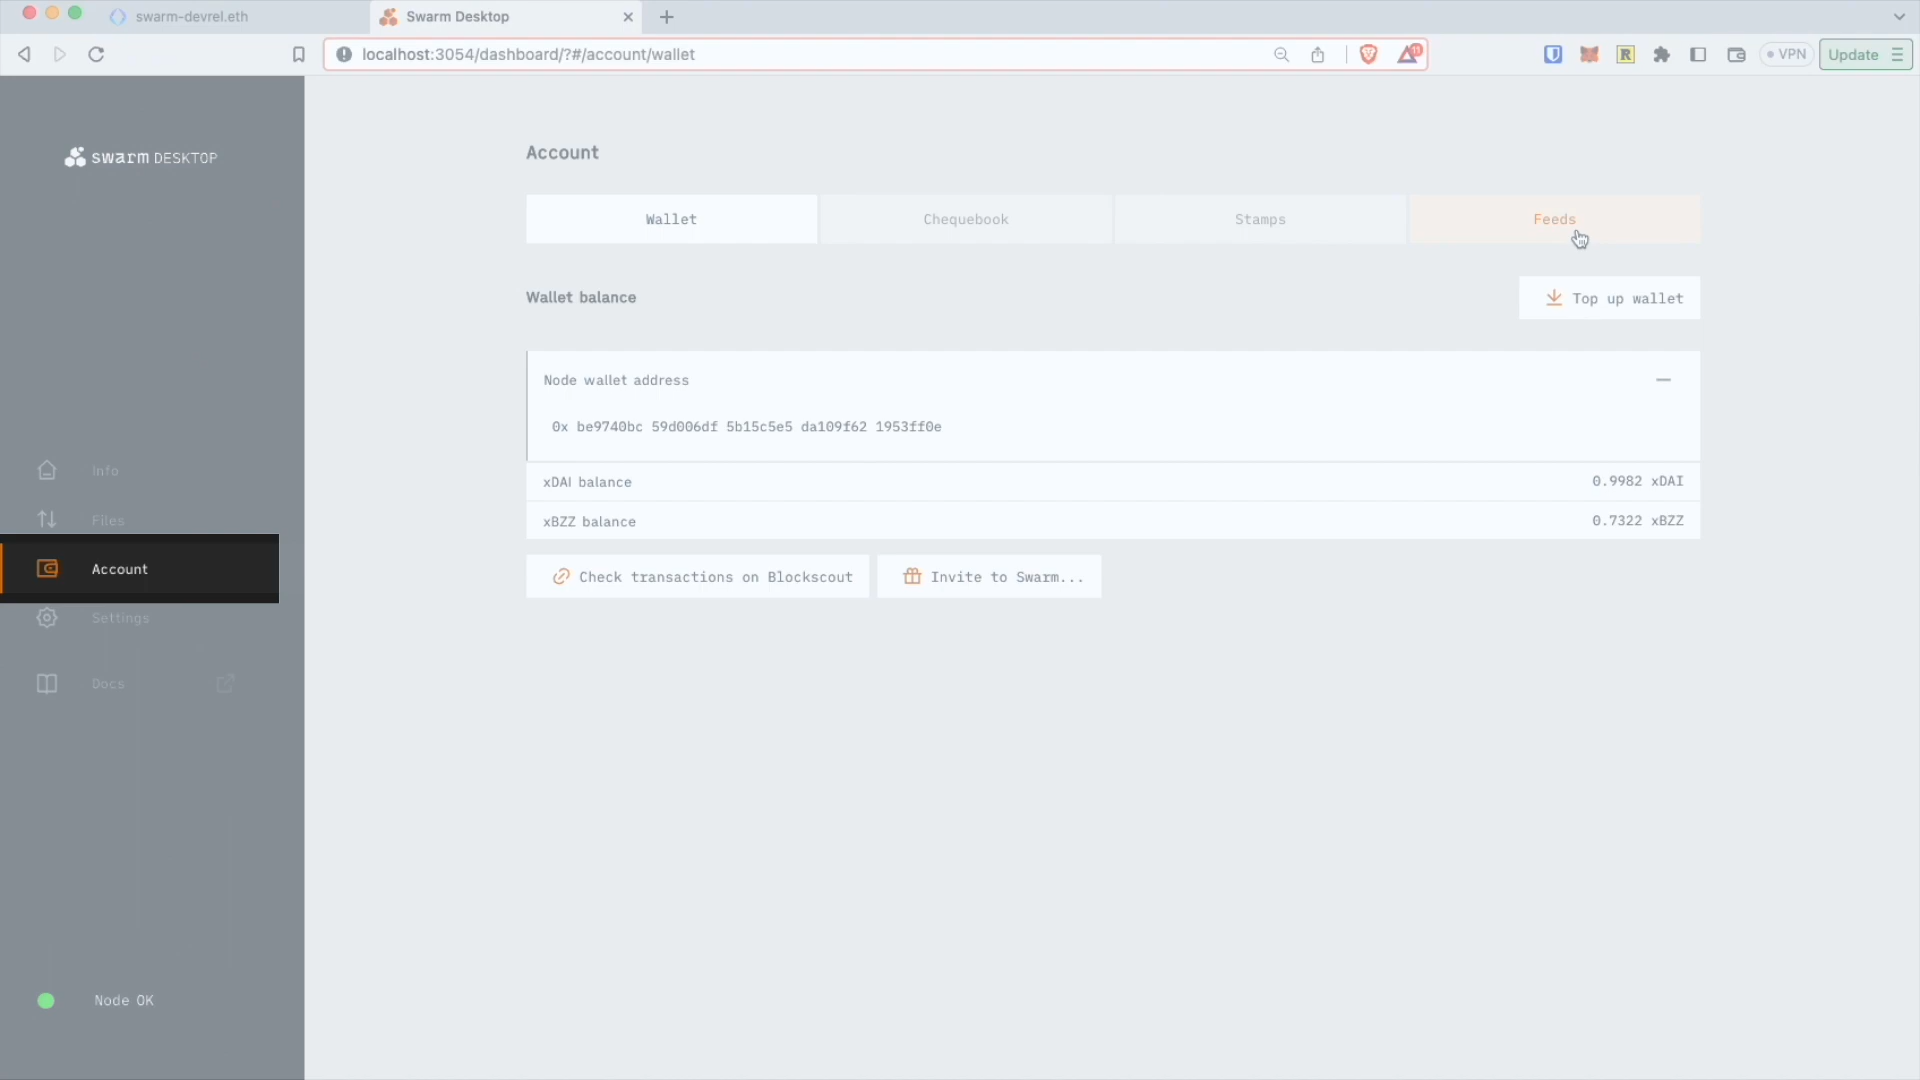 swarm-devrel.eth
Swarm Desktop
localhost:3054/dashboard/?#/account/wallet
11
R
VPN
Update
swarm DESKTOP
Account
Wallet
Chequebook
Stamps
Feeds
Wallet balance
Top up wallet
Node wallet address
0x be9740bc 59d006df 5b15c5e5 da109f62 1953ff0e
xDAI balance
0.9982 xDAI
xBZZ balance
0.7322 xBZZ
Check transactions on Blockscout
Invite to Swarm...
Info
Files
Account
Settings
Docs
Node OK